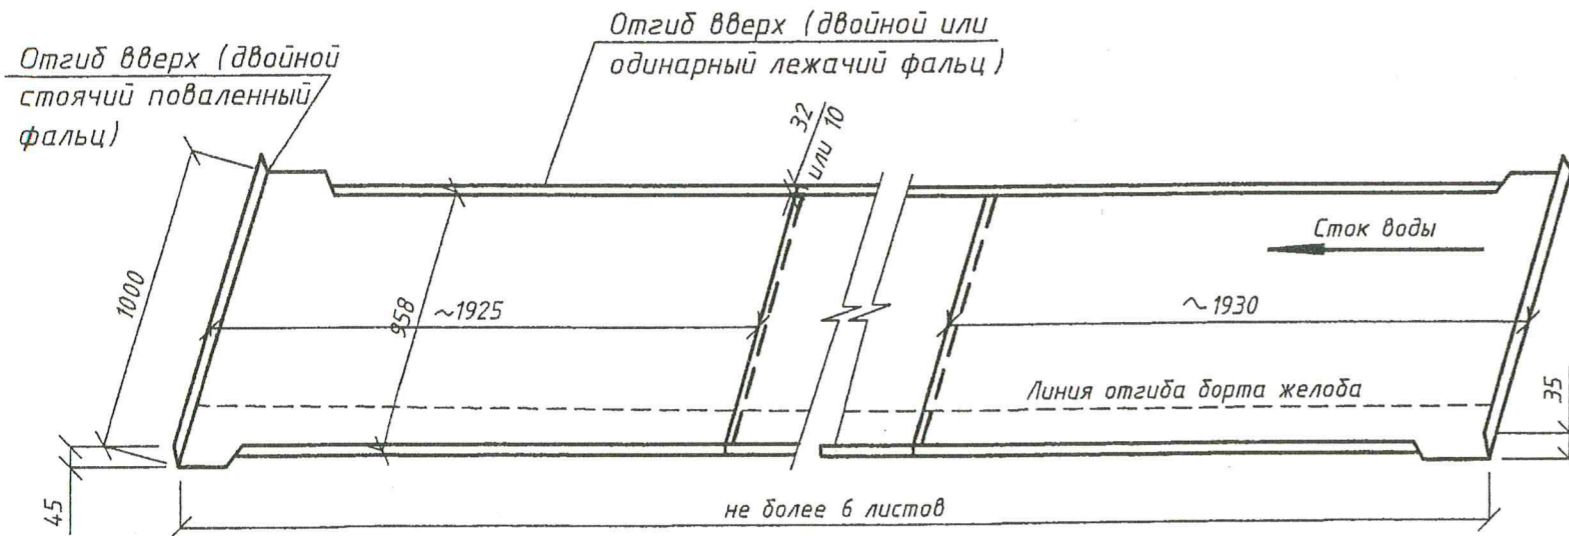 Отгиб вверх (двойной
стоячий поваленный
фальц)
Отгиб вверх (двойной или
одинарный лежачий фальц)
32
или 10
1000
958
~1925
Сток воды
~1930
Линия отгиба борта желоба
35
45
не более 6 листов